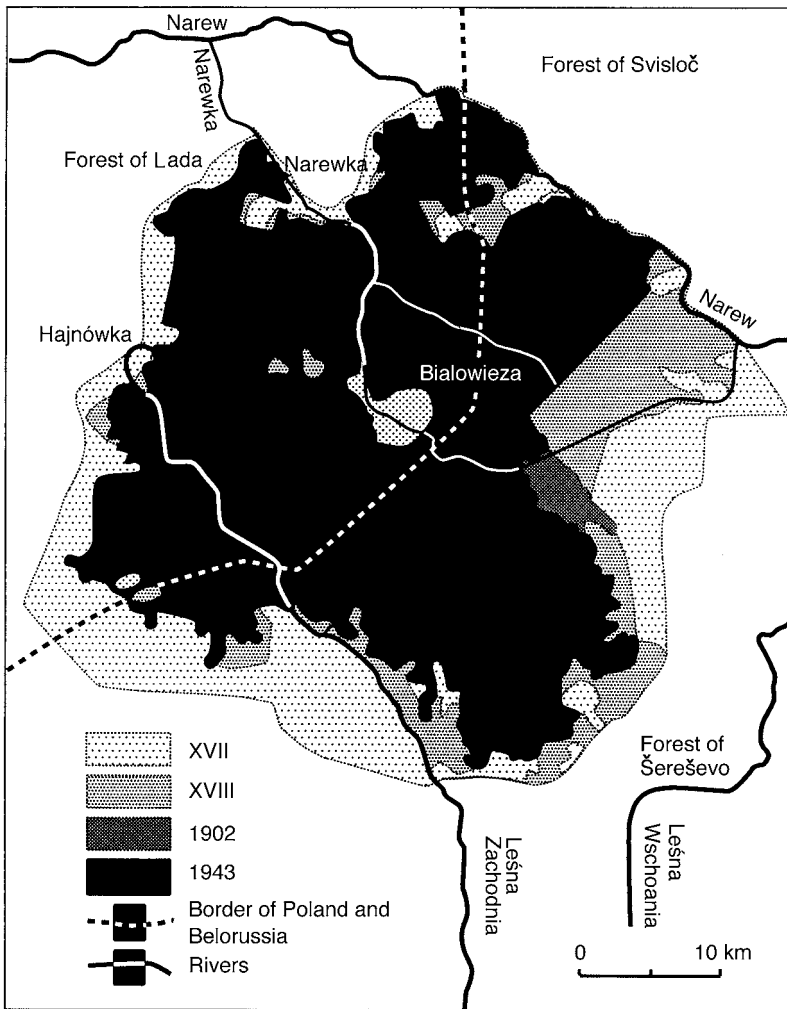 Narew
Forest of Svisloč
Narewka
Forest of Lada
Narewka
Narew
Hajnówka
Bialowieza
XVII
XVIII
1902
1943
Border of Poland and
Belorussia
Rivers
Forest of
Šereševo
Leśna
Zachodnia
Leśna
Wschoania
0 10 km